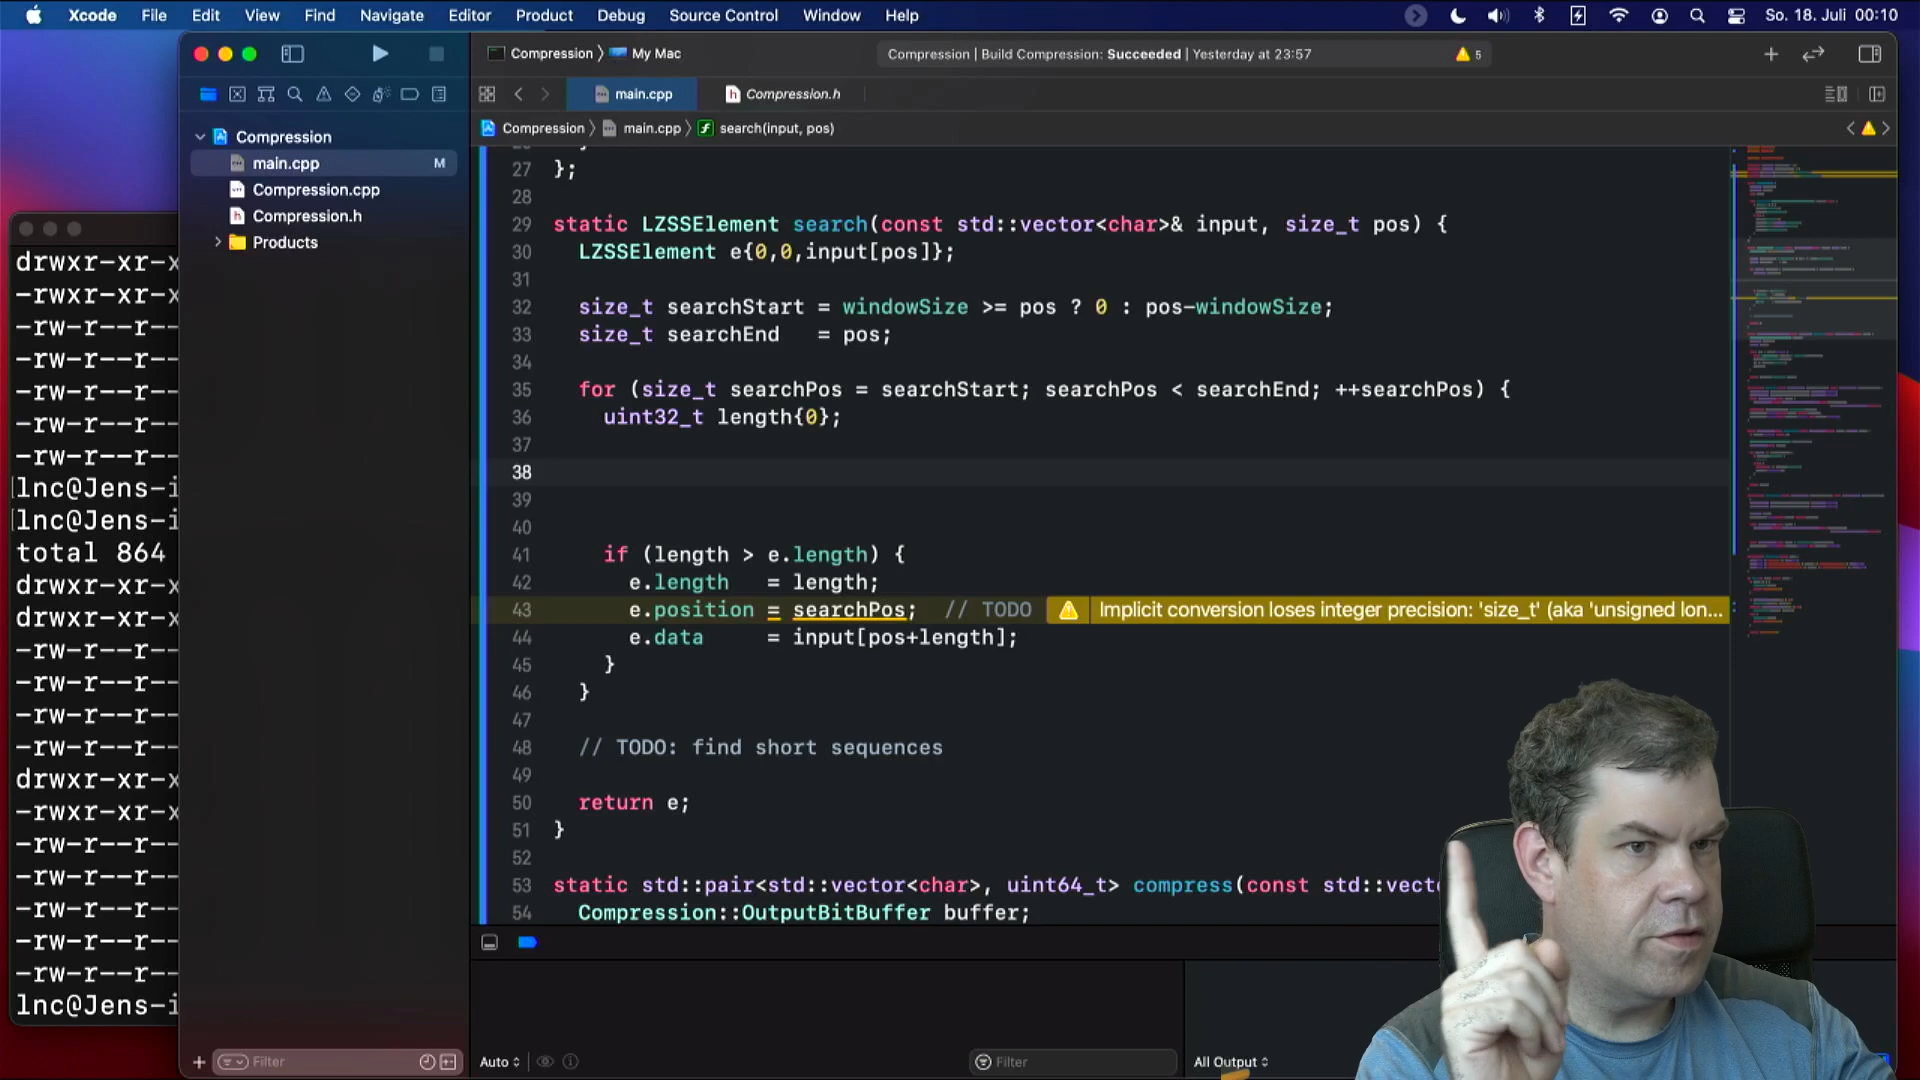 Xcode File Edit View Find Navigate Editor Product Debug Source Control Window Help So. 18. Juli 00:10
Compression My Mac Compression | Build Compression: Succeeded | Yesterday at 23:57 5
main.cpp Compression.h
Compression main.cpp search(input, pos)
Compression
main.cpp M
Compression.cpp
Compression.h
Products
drwxr-xr-x
-rwxr-xr-x
-rw-r--r--
-rw-r--r--
-rw-r--r--
-rw-r--r--
-rw-r--r--
lnc@Jens-i
lnc@Jens-i
total 864
drwxr-xr-x
drwxr-xr-x
-rw-r--r--
-rw-r--r--
-rw-r--r--
-rw-r--r--
drwxr-xr-x
-rwxr-xr-x
-rw-r--r--
-rw-r--r--
-rw-r--r--
-rw-r--r--
-rw-r--r--
lnc@Jens-i
27 };
28
29 static LZSSElement search(const std::vector<char>& input, size_t pos) {
30 LZSSElement e{0,0,input[pos]};
31
32 size_t searchStart = windowSize >= pos ? 0 : pos-windowSize;
33 size_t searchEnd = pos;
34
35 for (size_t searchPos = searchStart; searchPos < searchEnd; ++searchPos) {
36 uint32_t length{0};
37
38
39
40
41 if (length > e.length) {
42 e.length = length;
43 e.position = searchPos; // TODO Implicit conversion loses integer precision: 'size_t' (aka 'unsigned lon...
44 e.data = input[pos+length];
45 }
46 }
47
48 // TODO: find short sequences
49
50 return e;
51 }
52
53 static std::pair<std::vector<char>, uint64_t> compress(const std::vect
54 Compression::OutputBitBuffer buffer;
Filter Auto Filter All Output